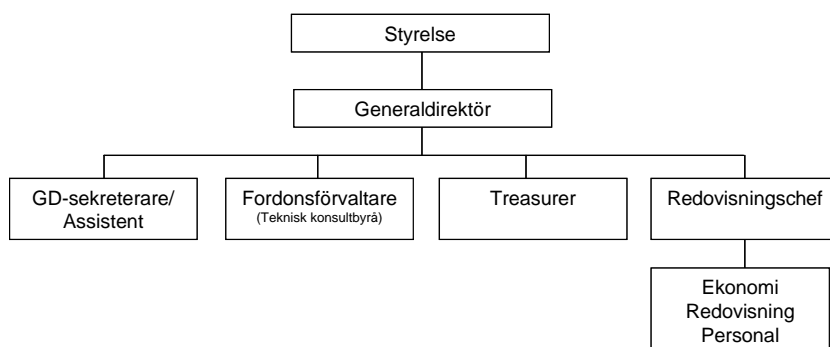 Styrelse
Generaldirektör
GD-sekreterare/
Assistent
Fordonsförvaltare
(Teknisk konsultbyrå)
Treasurer
Redovisningschef
Ekonomi
Redovisning
Personal